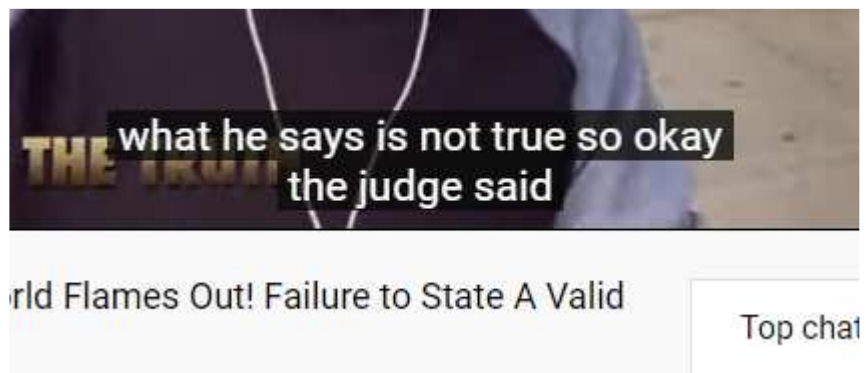 what he says is not true so okay
THE TRUTH
the judge said
rld Flames Out! Failure to State A Valid
Top chat